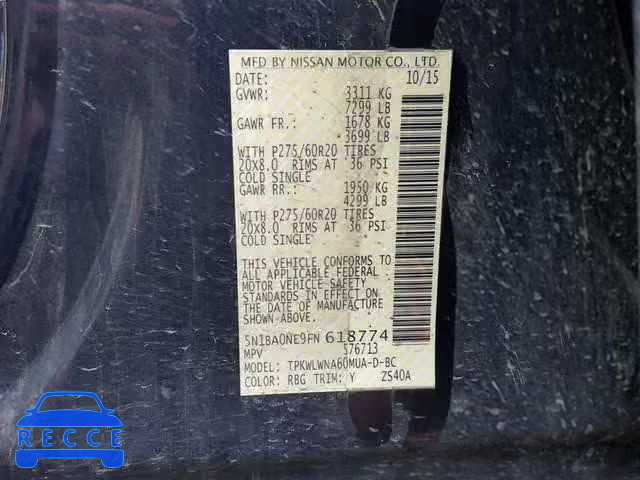 MFD BY NISSAN MOTOR CO., LTD.
DATE: 10/15
GVWR: 3311 KG
7299 LB
GAWR FR.: 1678 KG
3699 LB
WITH P275/60R20 TIRES
20X8.0 RIMS AT 36 PSI
COLD SINGLE
GAWR RR.: 1950 KG
4299 LB
WITH P275/60R20 TIRES
20X8.0 RIMS AT 36 PSI
COLD SINGLE
THIS VEHICLE CONFORMS TO
ALL APPLICABLE FEDERAL
MOTOR VEHICLE SAFETY
STANDARDS IN EFFECT ON
THE DATE OF MANUFACTURE
SHOWN ABOVE.
5N1BA0NE9FN 618774
MPV S76713
MODEL: TPKWLWNA60MUA-D-BC
COLOR: RBG TRIM: Y ZS40A
RECCE